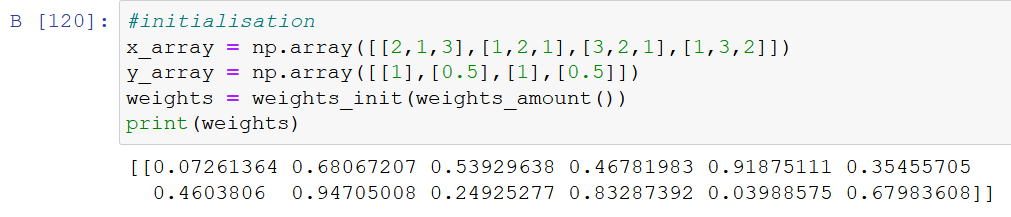 В [120]: #initialisation
x_array = np.array([[2,1,3],[1,2,1],[3,2,1],[1,3,2]])
y_array = np.array([[1],[0.5],[1],[0.5]])
weights = weights_init(weights_amount())
print(weights)
[[0.07261364 0.68067207 0.53929638 0.46781983 0.91875111 0.35455705
0.4603806 0.94705008 0.24925277 0.83287392 0.03988575 0.67983608]]